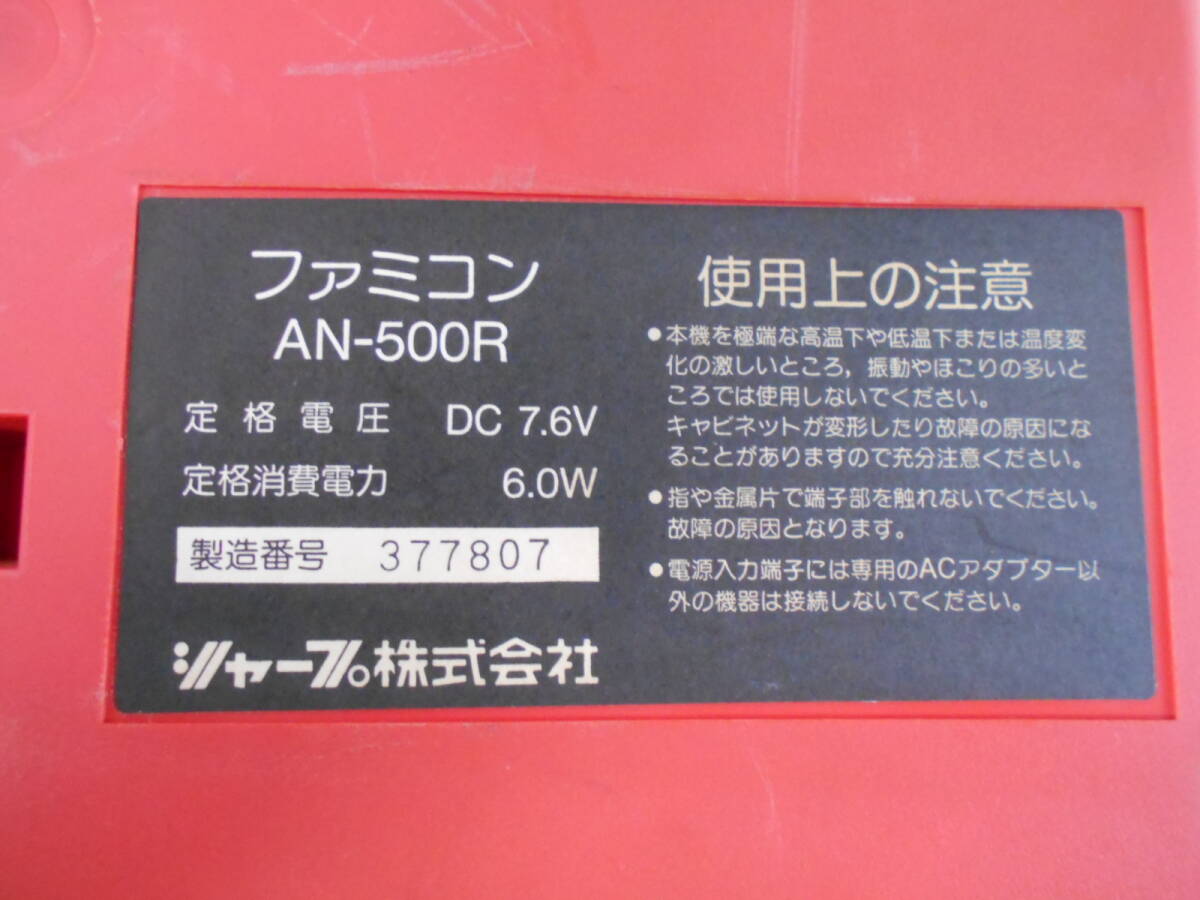 ファミコン
AN-500R
定格電圧 DC 7.6V
定格消費電力 6.0W
製造番号 377807
シャープ株式会社
使用上の注意
●本機を極端な高温下や低温下または温度変
化の激しいところ，振動やほこりの多いと
ころでは使用しないでください。
キャビネットが変形したり故障の原因にな
ることがありますので充分注意ください。
●指や金属片で端子部を触れないでください。
故障の原因となります。
●電源入力端子には専用のACアダプター以
外の機器は接続しないでください。